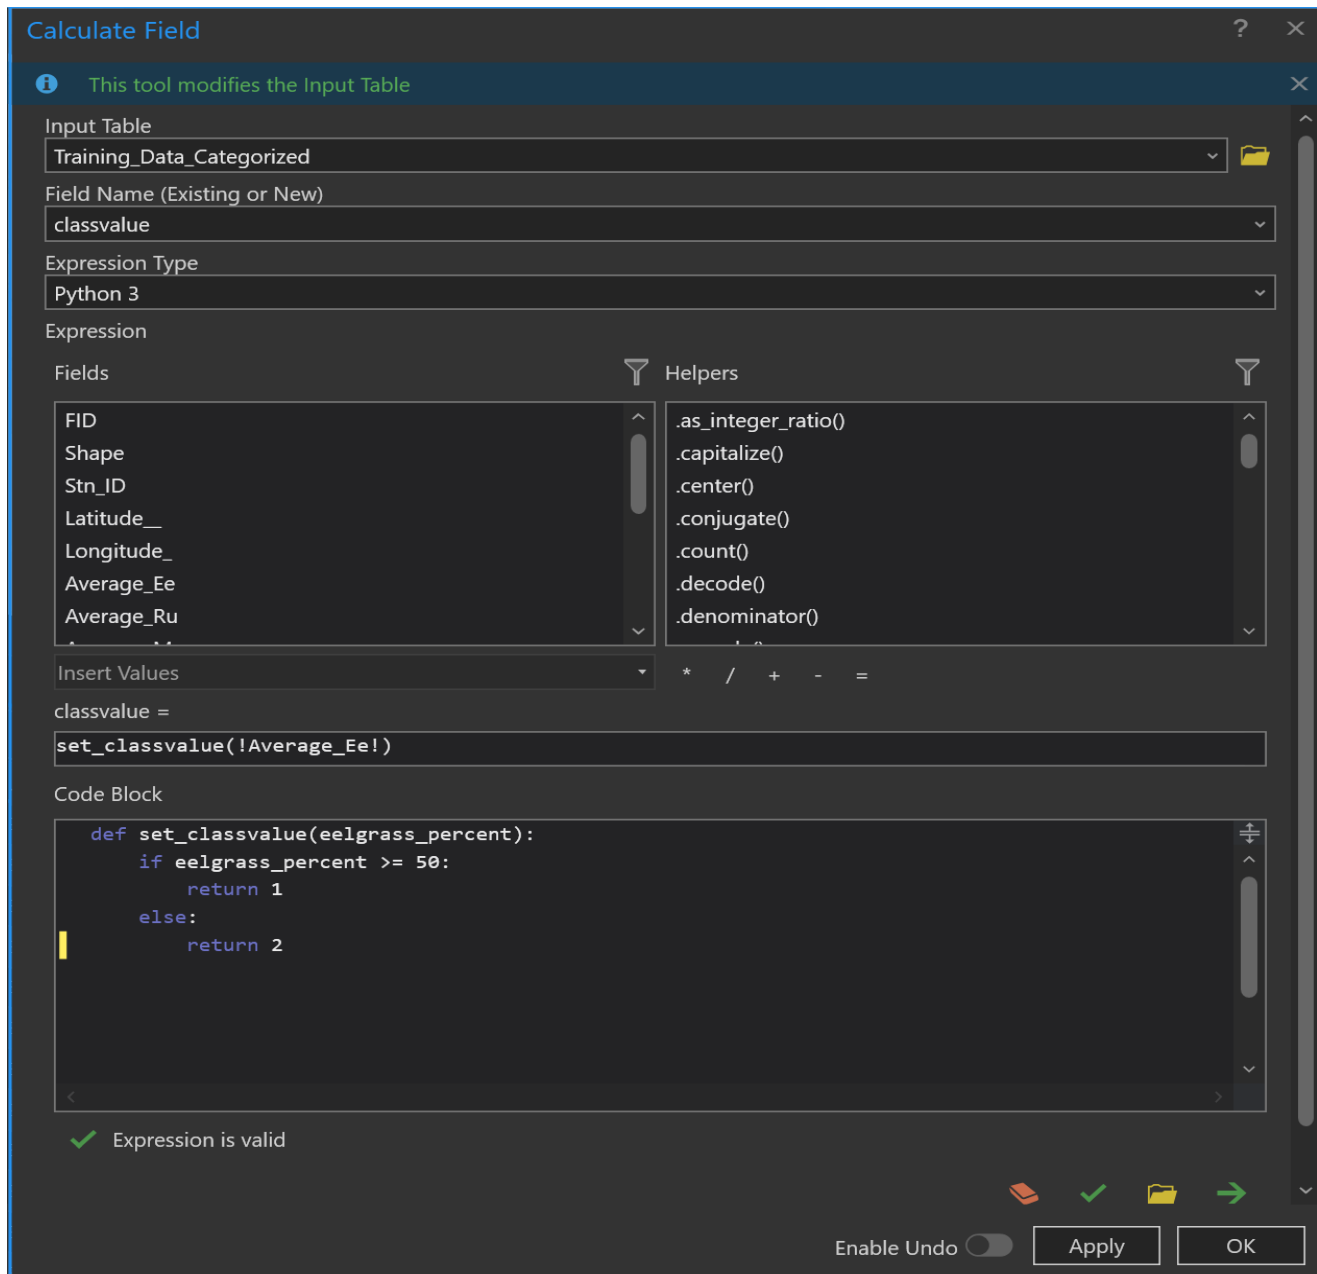 Calculate Field
?
This tool modifies the Input Table
Input Table
Training_Data_Categorized
Field Name (Existing or New)
classvalue
Expression Type
Python 3
Expression
Fields
Helpers
FID
Shape
Stn_ID
Latitude__
Longitude_
Average_Ee
Average_Ru
.as_integer_ratio()
.capitalize()
.center()
.conjugate()
.count()
.decode()
.denominator()
Insert Values
* / + - =
classvalue =
set_classvalue(!Average_Ee!)
Code Block
def set_classvalue(eelgrass_percent):
    if eelgrass_percent >= 50:
        return 1
    else:
        return 2
Expression is valid
Enable Undo
Apply
OK